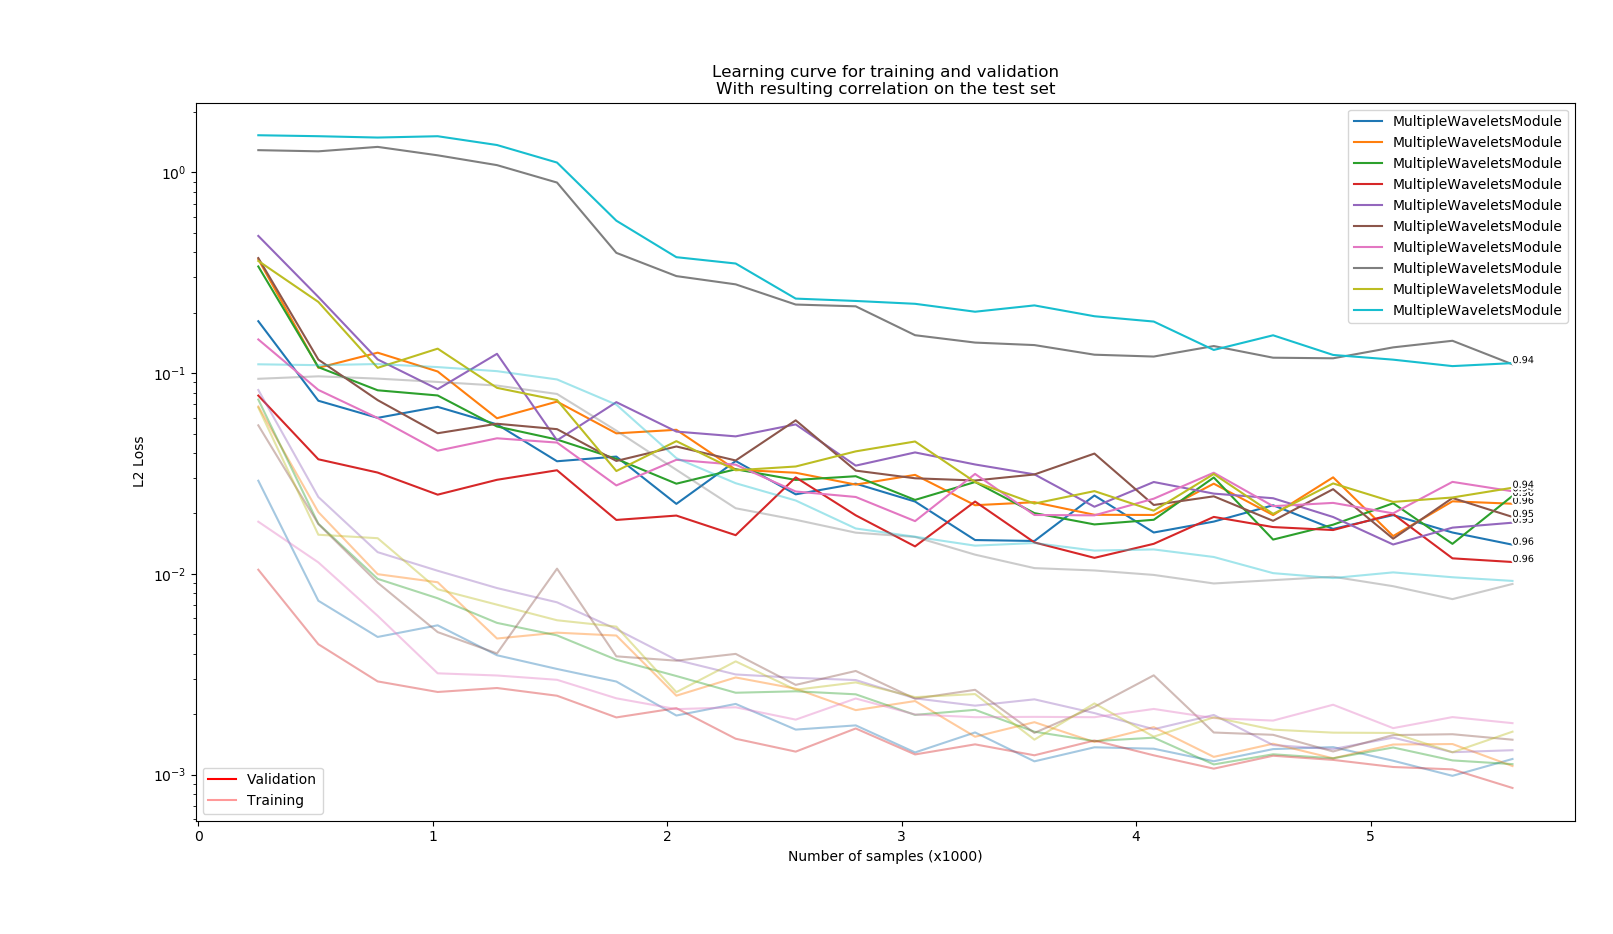 Learning curve for training and validation
With resulting correlation on the test set
MultipleWaveletsModule
MultipleWaveletsModule
MultipleWaveletsModule
MultipleWaveletsModule
MultipleWaveletsModule
MultipleWaveletsModule
MultipleWaveletsModule
MultipleWaveletsModule
MultipleWaveletsModule
MultipleWaveletsModule
L2 Loss
10⁰
10⁻¹
10⁻²
10⁻³
0.94
0.94
0.96
0.95
0.96
0.96
Validation
Training
0
1
2
3
4
5
Number of samples (x1000)